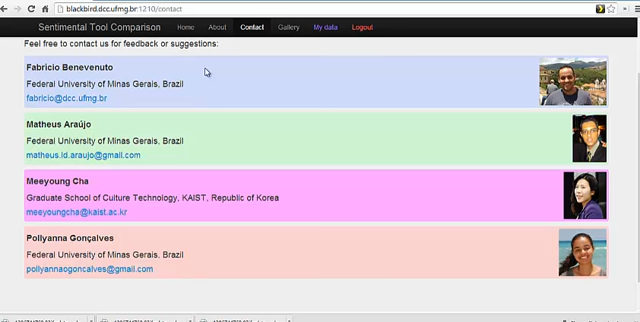 blackbird.dcc.ufmg.br:1210/contact
Sentimental Tool Comparison Home About Contact Gallery My data Logout
Feel free to contact us for feedback or suggestions:
Fabricio Benevenuto
Federal University of Minas Gerais, Brazil
fabricio@dcc.ufmg.br
Matheus Araújo
Federal University of Minas Gerais, Brazil
matheus.ld.araujo@gmail.com
Meeyoung Cha
Graduate School of Culture Technology, KAIST, Republic of Korea
meeyoungcha@kaist.ac.kr
Pollyanna Gonçalves
Federal University of Minas Gerais, Brazil
pollyannaogoncalves@gmail.com